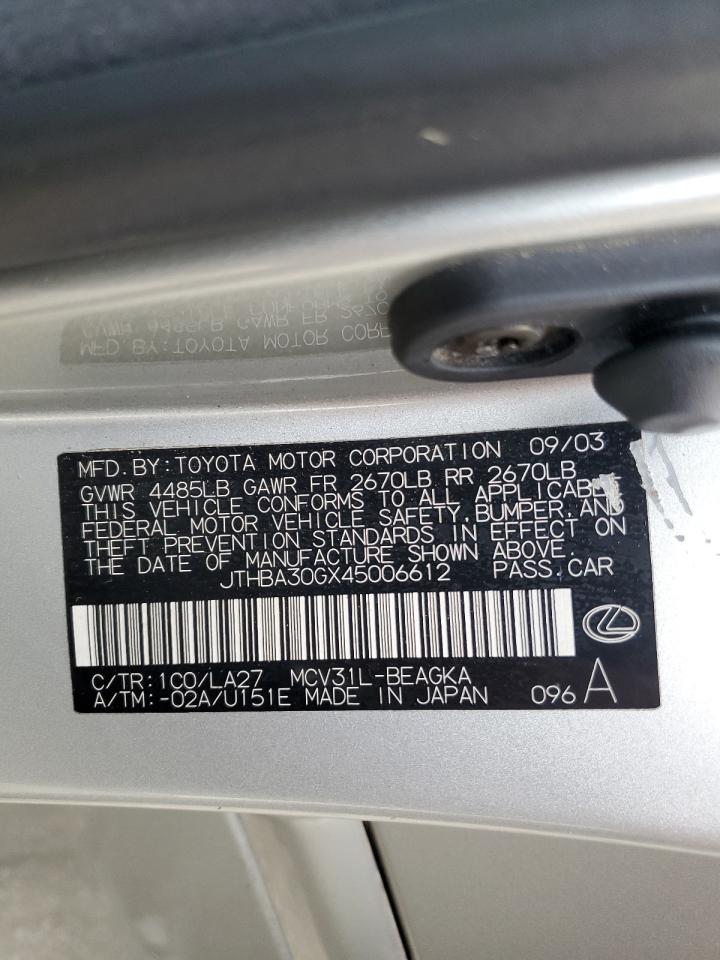 MFD. BY: TOYOTA MOTOR CORPORATION 09/03
GVWR 4485LB GAWR FR 2670LB RR 2670LB
THIS VEHICLE CONFORMS TO ALL APPLICABLE
FEDERAL MOTOR VEHICLE SAFETY, BUMPER, AND
THEFT PREVENTION STANDARDS IN EFFECT ON
THE DATE OF MANUFACTURE SHOWN ABOVE.
JTHBA30GX45006612 PASS. CAR
C/TR: 1C0/LA27 MCV31L-BEAGKA
A/TM: -02A/U151E MADE IN JAPAN 096 A